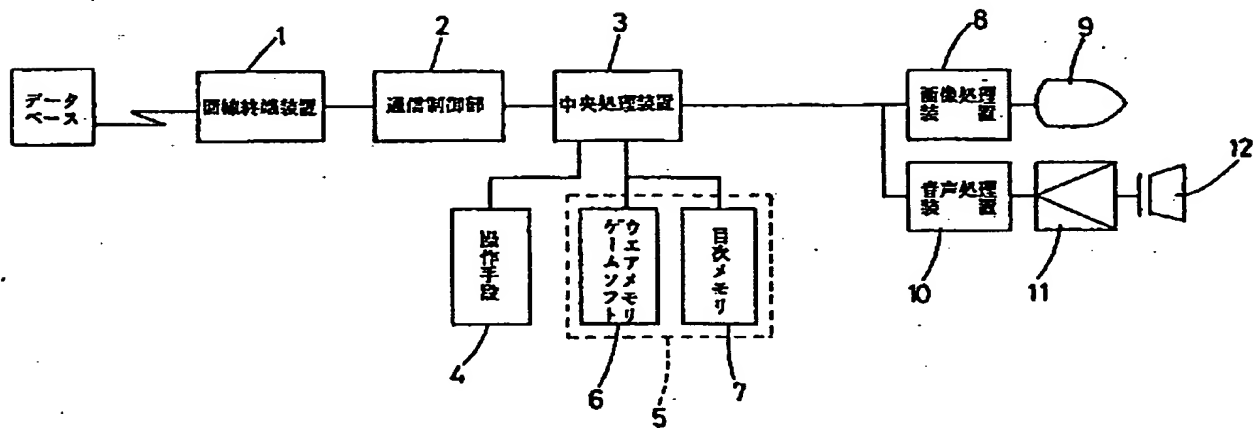 1
2
3
8
9
データ
ベース
回線終端装置
通信制御部
中央処理装置
画像処理
装置
12
音声処理
装置
操作手段
ゲームソフト
ウエアメモリ
目次メモリ
10
11
4
6
5
7